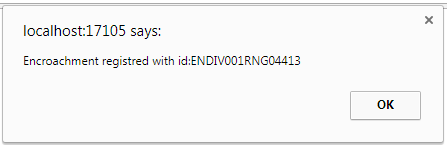 localhost:17105 says:
Encroachment registred with id:ENDIV001RNG04413
OK